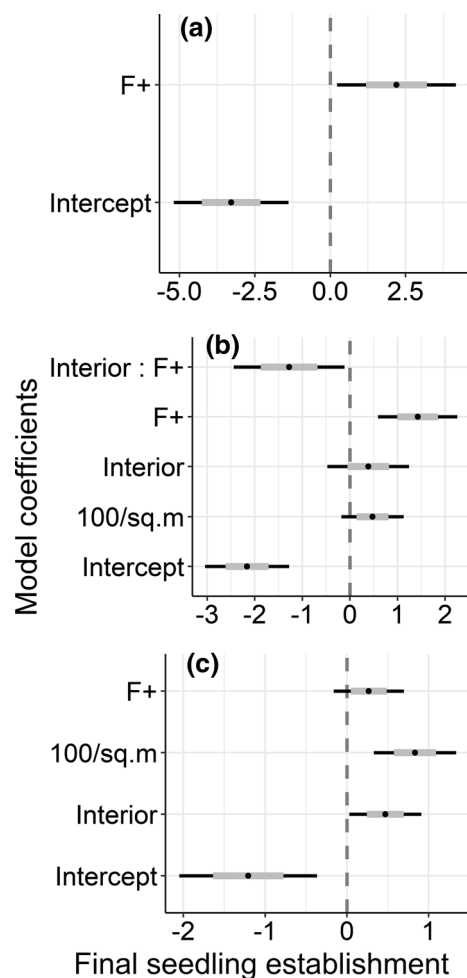 (a)
F+
Intercept
-5.0 -2.5 0.0 2.5
Model coefficients
(b)
Interior : F+
F+
Interior
100/sq.m
Intercept
-3 -2 -1 0 1 2
(c)
F+
100/sq.m
Interior
Intercept
-2 -1 0 1
Final seedling establishment